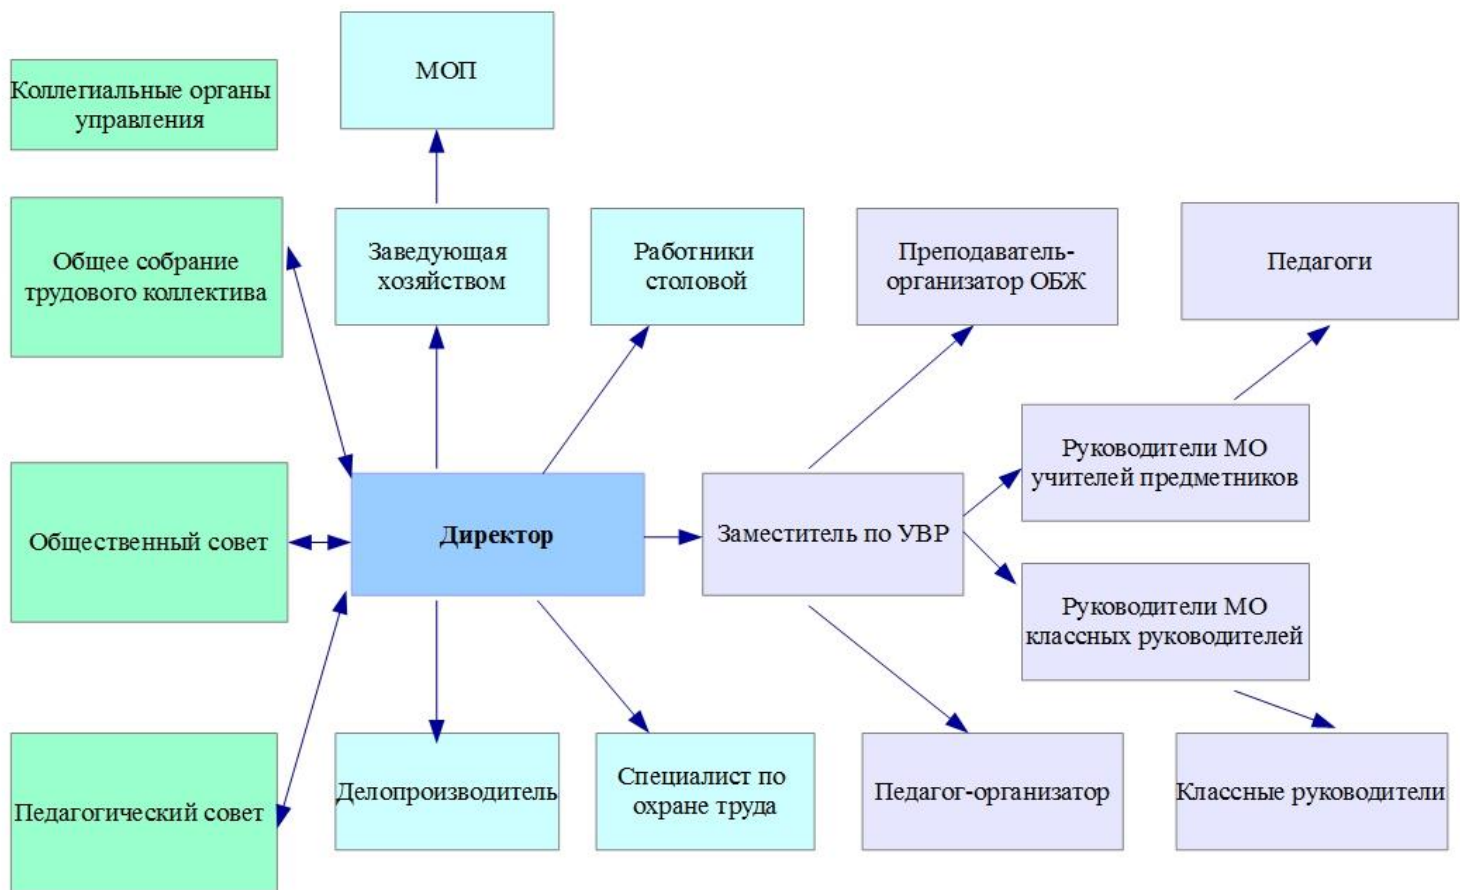 МОП
Коллегиальные органы
управления
Общее собрание
трудового коллектива
Заведующая
хозяйством
Работники
столовой
Преподаватель-
организатор ОБЖ
Педагоги
Руководители МО
учителей предметников
Общественный совет
Директор
Заместитель по УВР
Руководители МО
классных руководителей
Педагогический совет
Делопроизводитель
Специалист по
охране труда
Педагог-организатор
Классные руководители